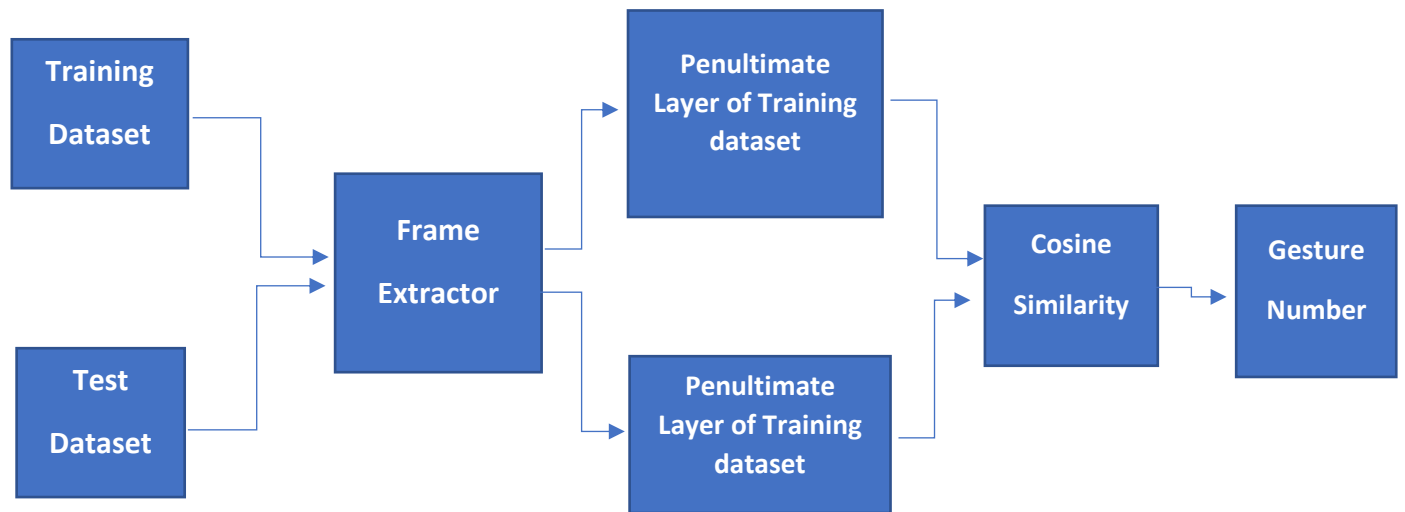 Training
Dataset
Test
Dataset
Frame
Extractor
Penultimate
Layer of Training
dataset
Penultimate
Layer of Training
dataset
Cosine
Similarity
Gesture
Number